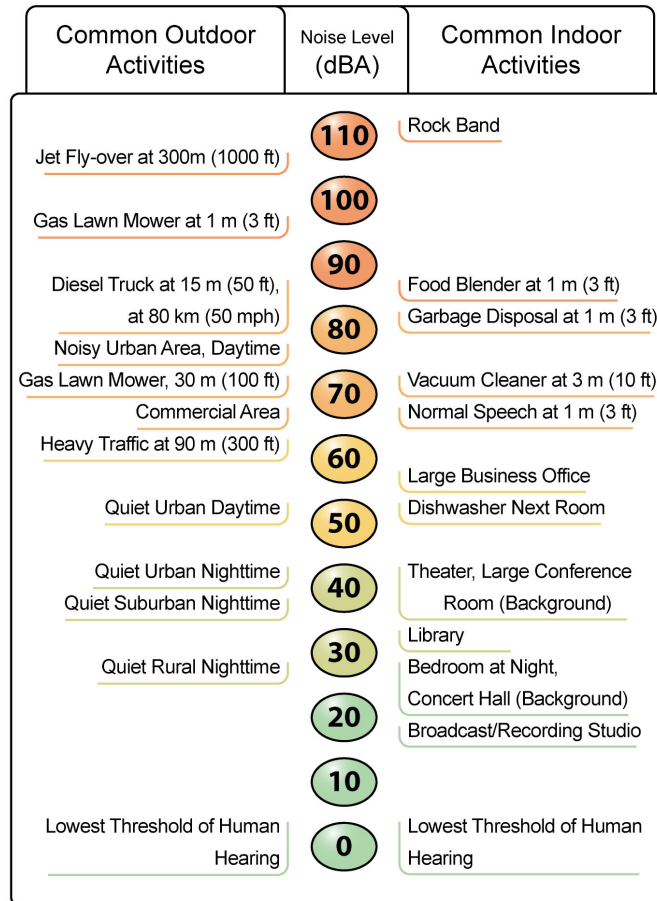 Common Outdoor
Activities
Noise Level
(dBA)
Common Indoor
Activities
110
Rock Band
Jet Fly-over at 300m (1000 ft)
100
Gas Lawn Mower at 1 m (3 ft)
90
Diesel Truck at 15 m (50 ft),
at 80 km (50 mph)
Food Blender at 1 m (3 ft)
80
Garbage Disposal at 1 m (3 ft)
Noisy Urban Area, Daytime
Gas Lawn Mower, 30 m (100 ft)
70
Vacuum Cleaner at 3 m (10 ft)
Commercial Area
Normal Speech at 1 m (3 ft)
Heavy Traffic at 90 m (300 ft)
60
Large Business Office
Quiet Urban Daytime
50
Dishwasher Next Room
Quiet Urban Nighttime
40
Theater, Large Conference
Room (Background)
Quiet Suburban Nighttime
30
Library
Quiet Rural Nighttime
Bedroom at Night,
Concert Hall (Background)
20
Broadcast/Recording Studio
10
Lowest Threshold of Human
Hearing
0
Lowest Threshold of Human
Hearing